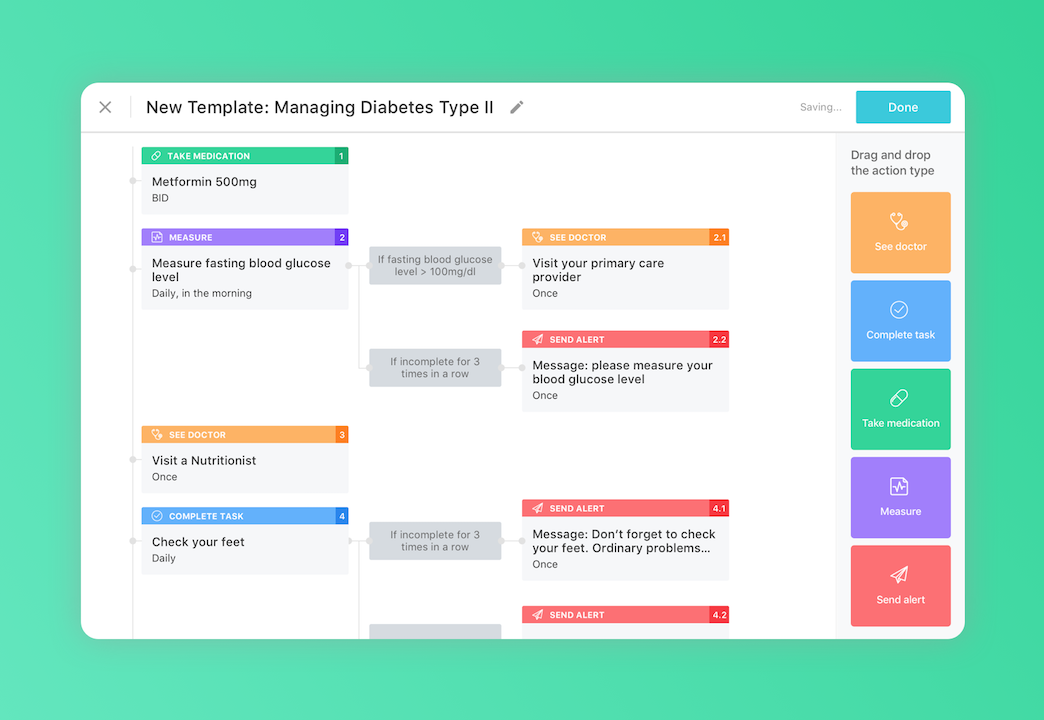 New Template: Managing Diabetes Type II
Saving...
Done
TAKE MEDICATION 1
Metformin 500mg
BID
MEASURE 2
Measure fasting blood glucose
level
Daily, in the morning
If fasting blood glucose
level > 100mg/dl
SEE DOCTOR 2.1
Visit your primary care
provider
Once
If incomplete for 3
times in a row
SEND ALERT 2.2
Message: please measure your
blood glucose level
Once
SEE DOCTOR 3
Visit a Nutritionist
Once
COMPLETE TASK 4
Check your feet
Daily
If incomplete for 3
times in a row
SEND ALERT 4.1
Message: Don’t forget to check
your feet. Ordinary problems...
Once
SEND ALERT 4.2
Drag and drop
the action type
See doctor
Complete task
Take medication
Measure
Send alert